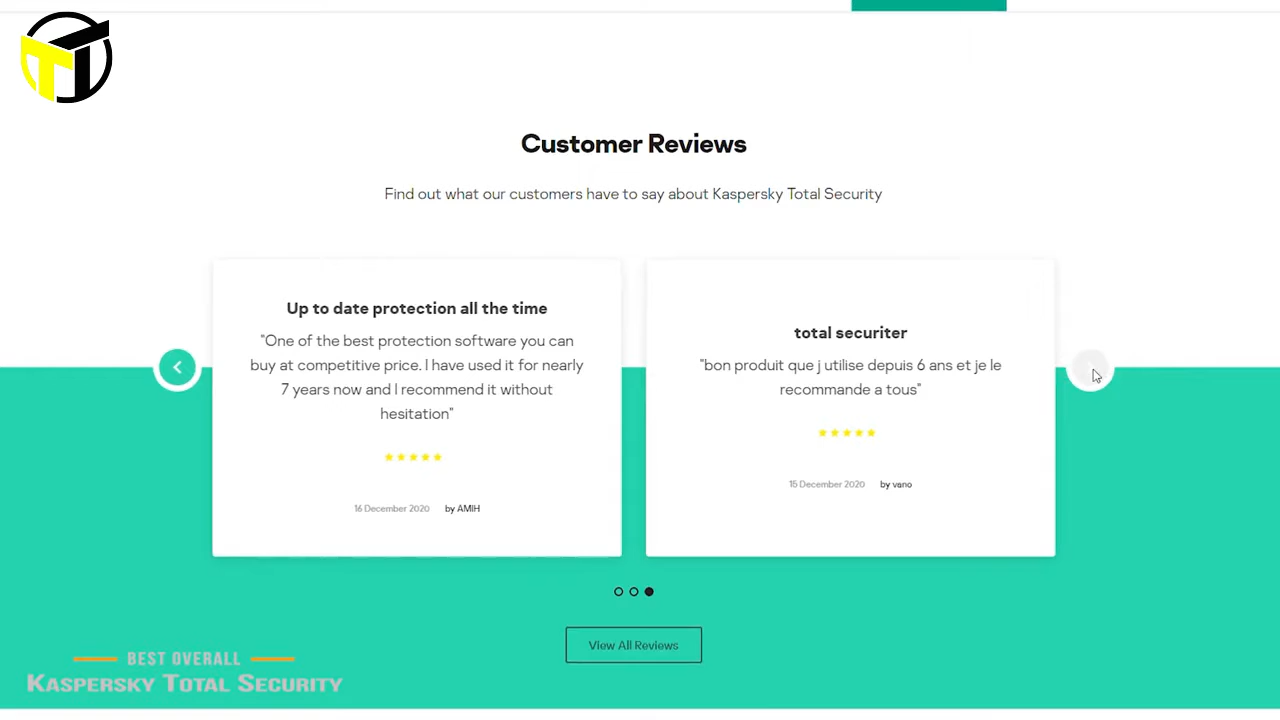 Customer Reviews
Find out what our customers have to say about Kaspersky Total Security
Up to date protection all the time
"One of the best protection software you can
buy at competitive price. I have used it for nearly
7 years now and I recommend it without
hesitation"
16 December 2020 by AMIH
total securiter
"bon produit que j utilise depuis 6 ans et je le
recommande a tous"
15 December 2020 by vano
View All Reviews
BEST OVERALL
KASPERSKY TOTAL SECURITY